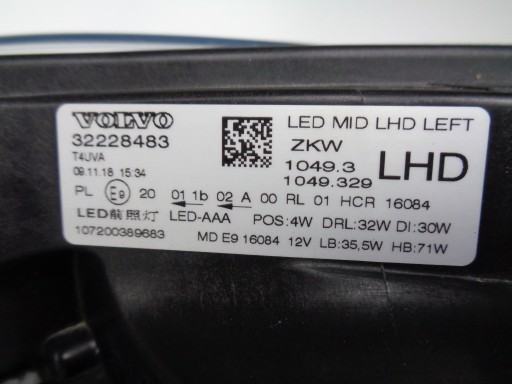 VOLVO
LED MID LHD LEFT
32228483
ZKW
T4UVA
1049.3
LHD
09.11.18 15:34
1049.329
PL E9 20 01 1b 02 A 00 RL 01 HCR 16084
LED前照灯 LED-AAA POS:4W DRL:32W DI:30W
107200389683 MD E9 16084 12V LB:35,5W HB:71W